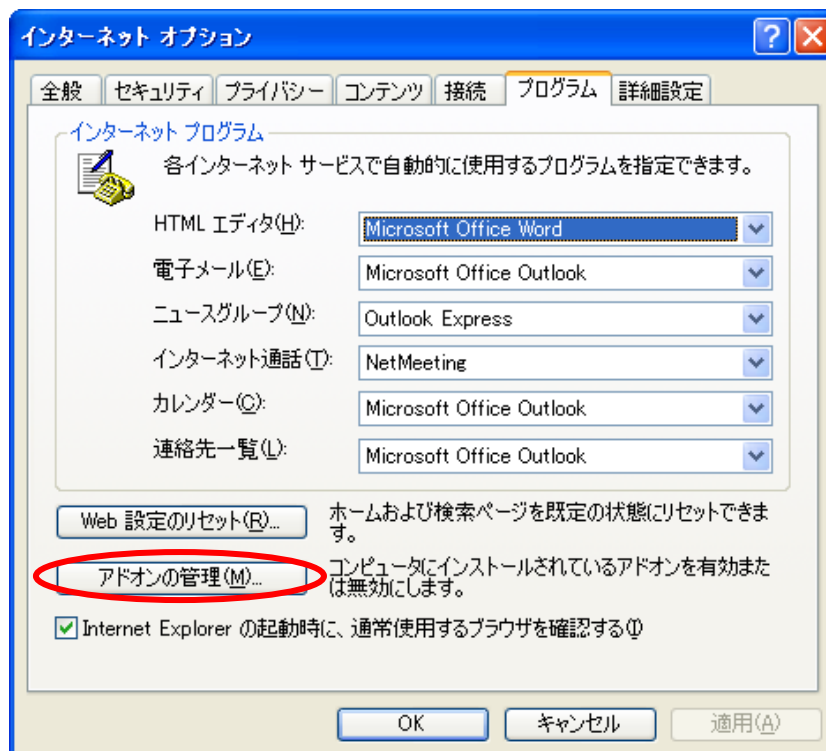 インターネット オプション
全般 セキュリティ プライバシー コンテンツ 接続 プログラム 詳細設定
インターネット プログラム
各インターネット サービスで自動的に使用するプログラムを指定できます。
HTML エディタ(H): Microsoft Office Word
電子メール(E): Microsoft Office Outlook
ニュースグループ(N): Outlook Express
インターネット通話(T): NetMeeting
カレンダー(C): Microsoft Office Outlook
連絡先一覧(L): Microsoft Office Outlook
Web 設定のリセット(R)...
ホームおよび検索ページを既定の状態にリセットできま
す。
アドオンの管理(M)...
コンピュータにインストールされているアドオンを有効また
は無効にします。
Internet Explorer の起動時に、通常使用するブラウザを確認する(I)
OK キャンセル 適用(A)